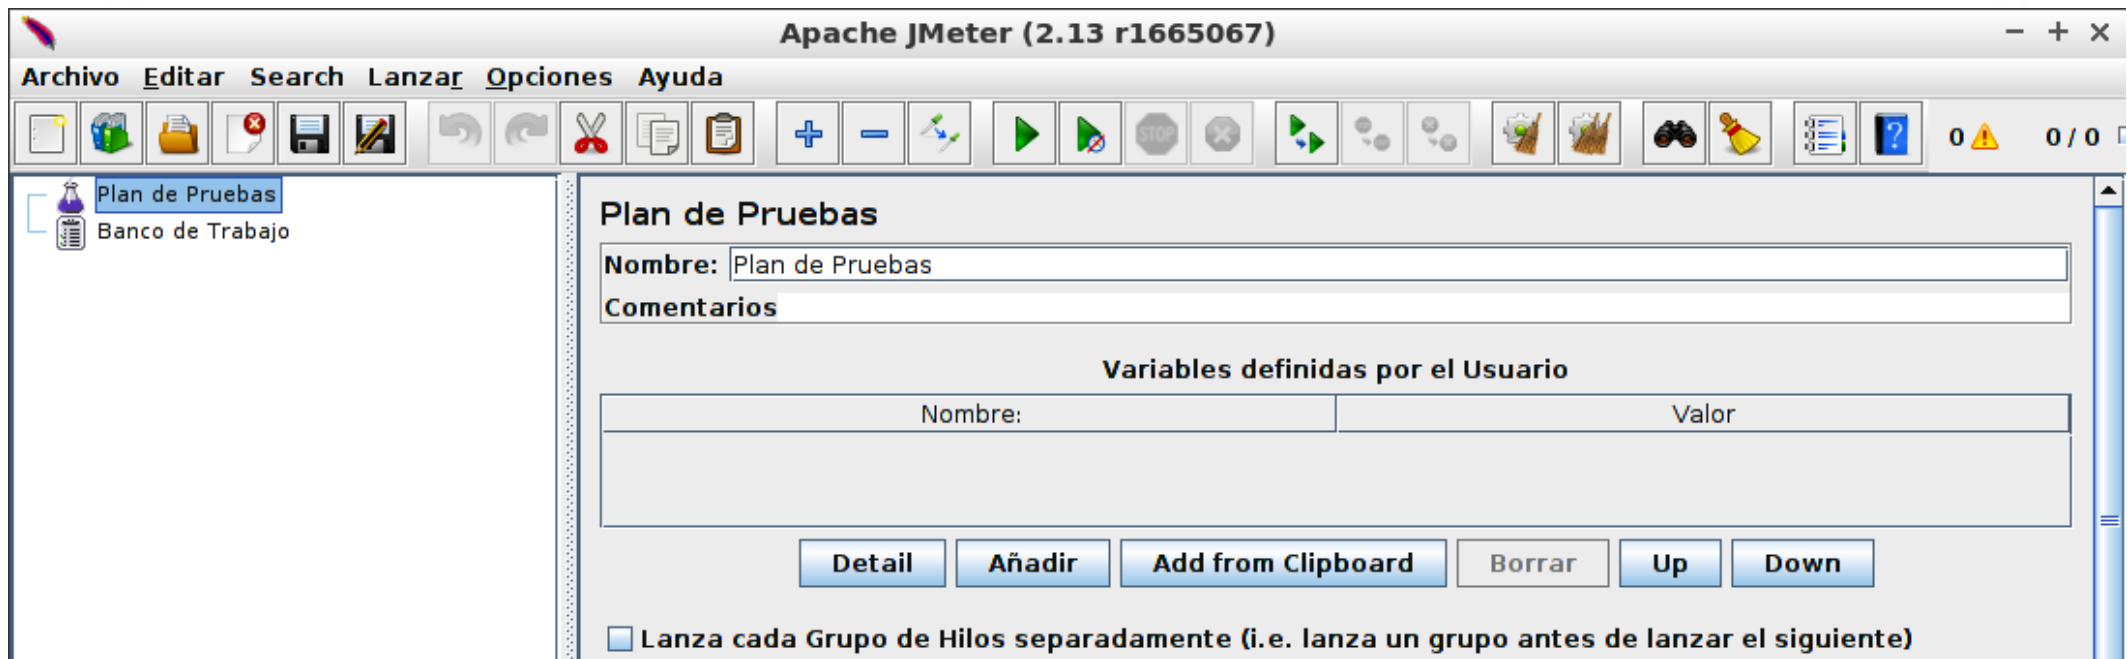 Apache JMeter (2.13 r1665067)
Archivo Editar Search Lanzar Opciones Ayuda
STOP ? 0 0 / 0
Plan de Pruebas
Banco de Trabajo
Plan de Pruebas
Nombre: Plan de Pruebas
Comentarios
Variables definidas por el Usuario
Nombre: Valor
Detail Añadir Add from Clipboard Borrar Up Down
Lanza cada Grupo de Hilos separadamente (i.e. lanza un grupo antes de lanzar el siguiente)